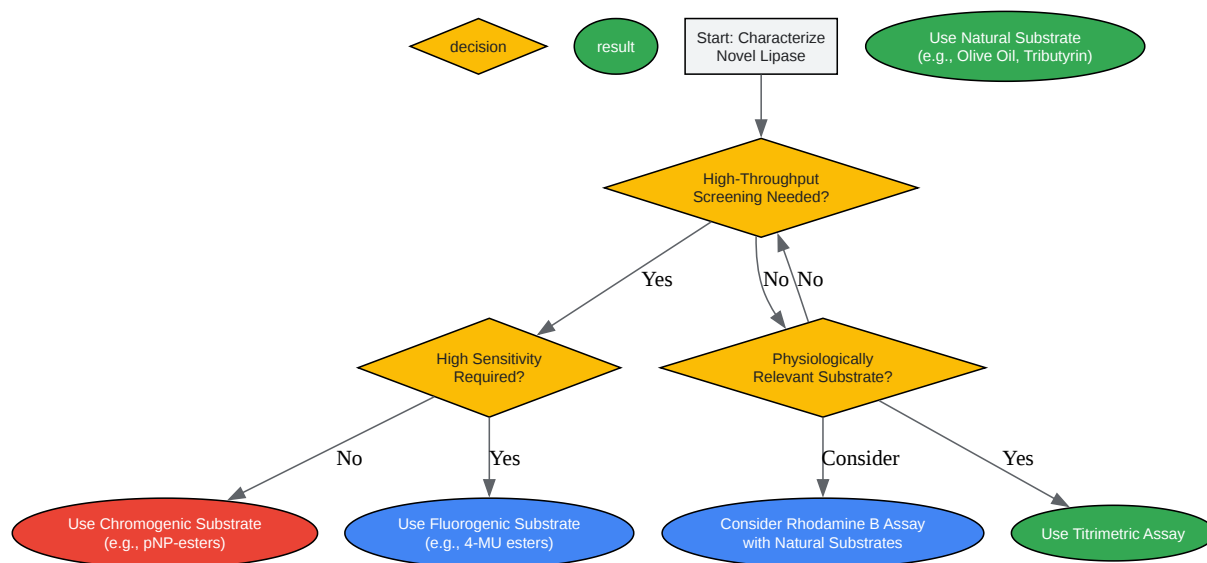 decision
result
Start: Characterize
Novel Lipase
Use Natural Substrate
(e.g., Olive Oil, Tributyrin)
High-Throughput
Screening Needed?
Yes
No
No
High Sensitivity
Required?
Physiologically
Relevant Substrate?
No
Yes
Consider
Yes
Use Chromogenic Substrate
(e.g., pNP-esters)
Use Fluorogenic Substrate
(e.g., 4-MU esters)
Consider Rhodamine B Assay
with Natural Substrates
Use Titrimetric Assay